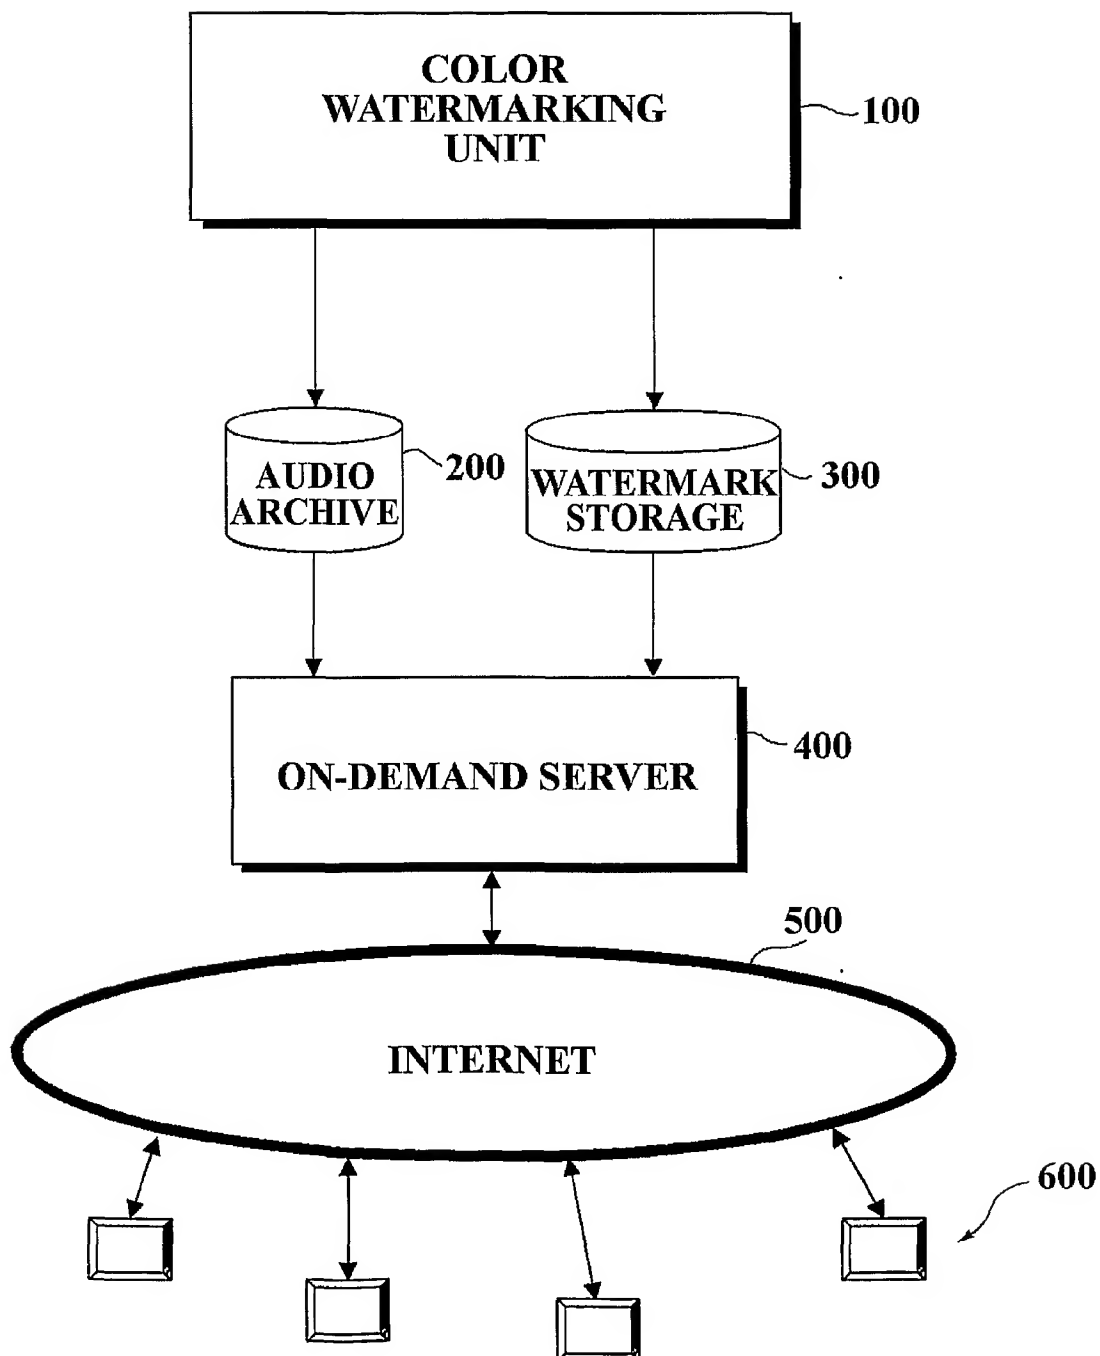 COLOR
WATERMARKING
UNIT
100
AUDIO
ARCHIVE
200
WATERMARK
STORAGE
300
ON-DEMAND SERVER
400
500
INTERNET
600